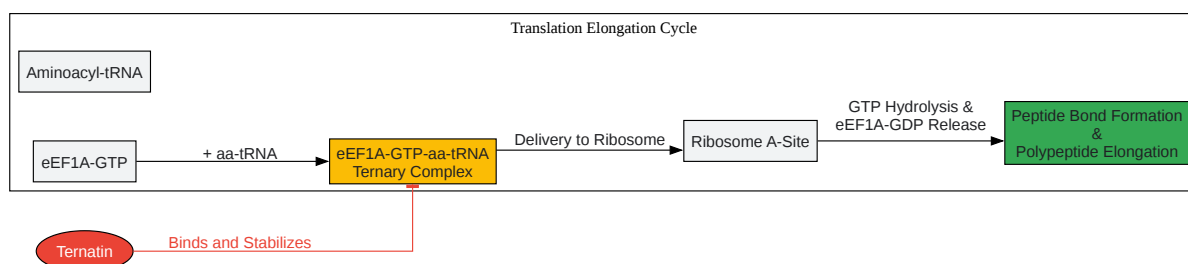 Translation Elongation Cycle
Aminoacyl-tRNA
eEF1A-GTP
+ aa-tRNA
eEF1A-GTP-aa-tRNA
Ternary Complex
Delivery to Ribosome
Ribosome A-Site
GTP Hydrolysis &
eEF1A-GDP Release
Peptide Bond Formation
&
Polypeptide Elongation
Ternatin
Binds and Stabilizes